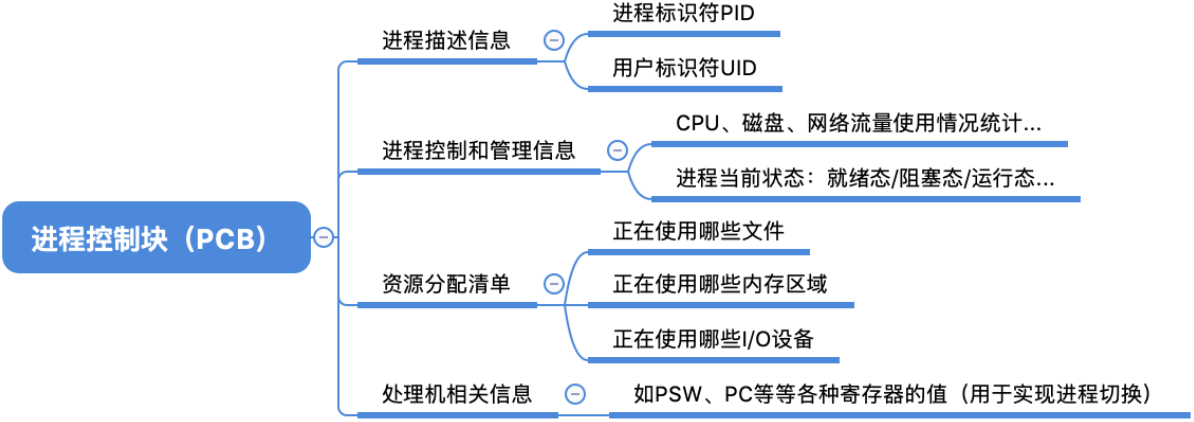 进程控制块（PCB）
进程描述信息
进程标识符PID
用户标识符UID
进程控制和管理信息
CPU、磁盘、网络流量使用情况统计...
进程当前状态：就绪态/阻塞态/运行态...
资源分配清单
正在使用哪些文件
正在使用哪些内存区域
正在使用哪些I/O设备
处理机相关信息
如PSW、PC等等各种寄存器的值（用于实现进程切换）